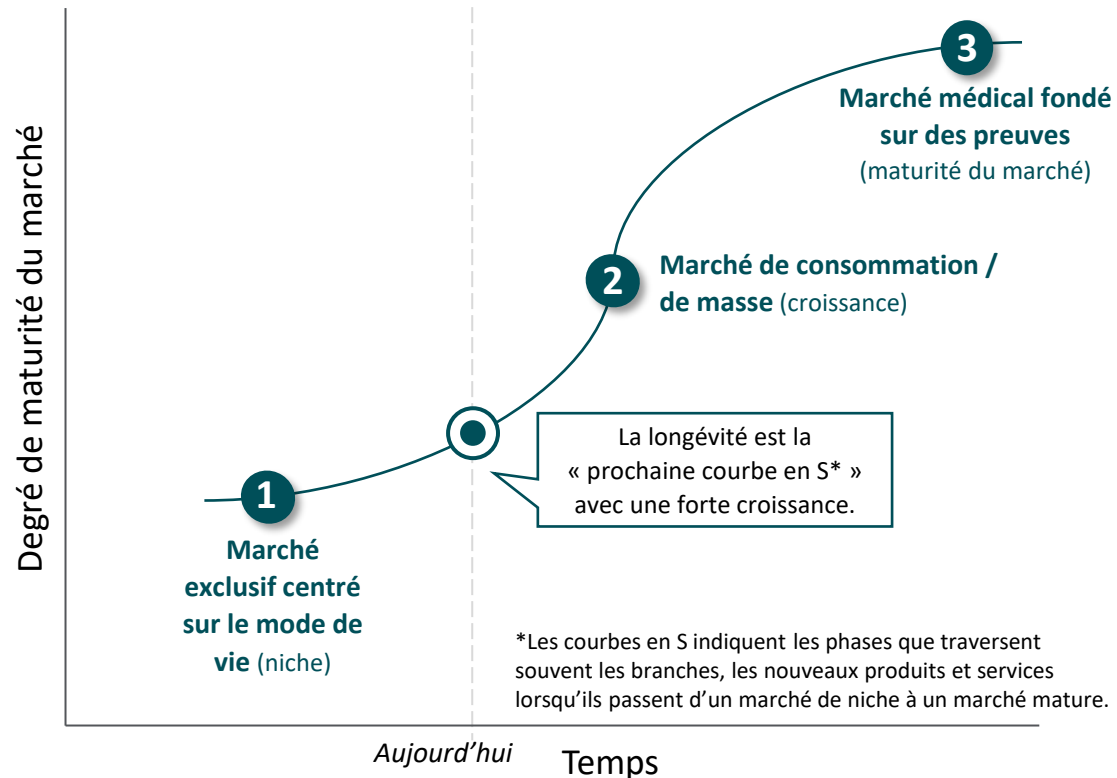 3
Marché médical fondé
sur des preuves
(maturité du marché)
Degré de maturité du marché
2
Marché de consommation /
de masse (croissance)
La longévité est la
« prochaine courbe en S* »
avec une forte croissance.
1
Marché
exclusif centré
sur le mode de
vie (niche)
*Les courbes en S indiquent les phases que traversent
souvent les branches, les nouveaux produits et services
lorsqu’ils passent d’un marché de niche à un marché mature.
Aujourd’hui
Temps